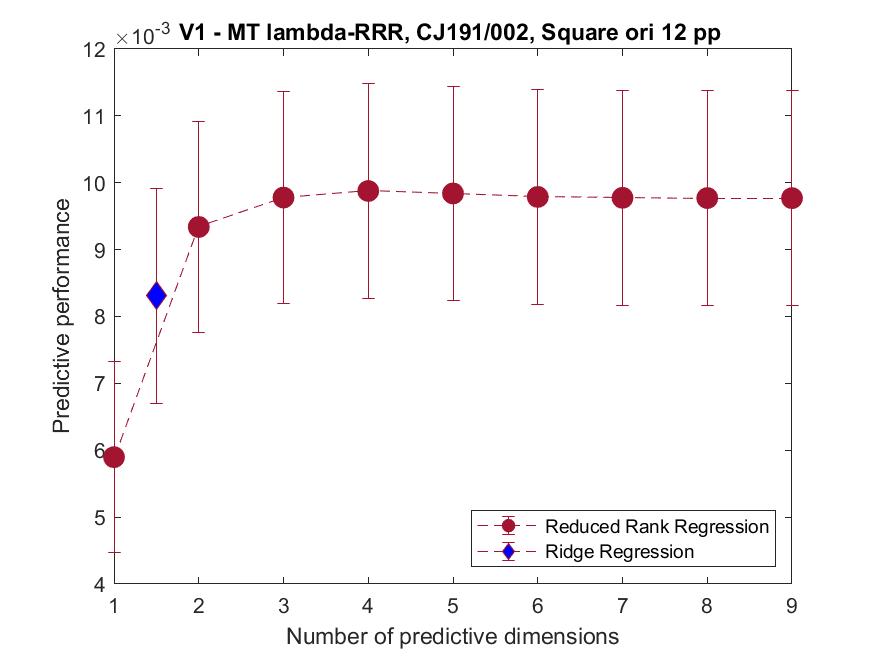 ×10-3 V1 - MT lambda-RRR, CJ191/002, Square ori 12 pp
12
11
10
9
8
7
6
5
4
Predictive performance
1 2 3 4 5 6 7 8 9
Number of predictive dimensions
Reduced Rank Regression
Ridge Regression